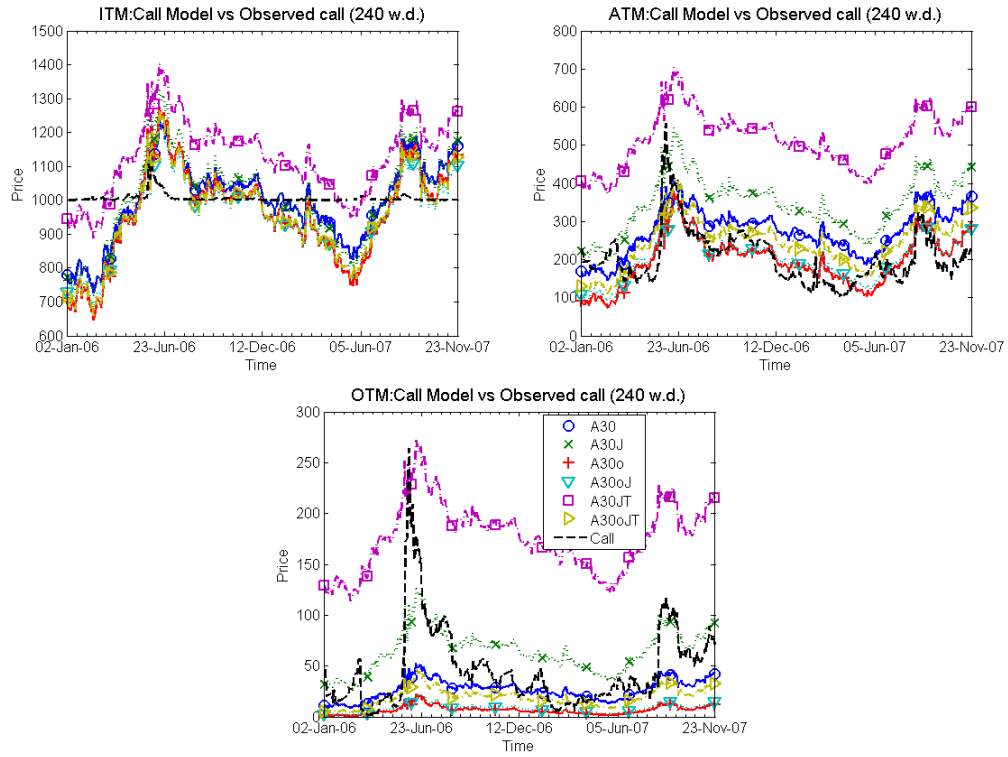 ITM:Call Model vs Observed call (240 w.d.)
Price
1500
1400
1300
1200
1100
1000
900
800
700
600
02-Jan-06 23-Jun-06 12-Dec-06 05-Jun-07 23-Nov-07
Time
ATM:Call Model vs Observed call (240 w.d.)
Price
800
700
600
500
400
300
200
100
0
02-Jan-06 23-Jun-06 12-Dec-06 05-Jun-07 23-Nov-07
Time
OTM:Call Model vs Observed call (240 w.d.)
Price
300
250
200
150
100
50
0
02-Jan-06 23-Jun-06 12-Dec-06 05-Jun-07 23-Nov-07
Time
A30
A30J
A30o
A30oJ
A30JT
A30oJT
Call